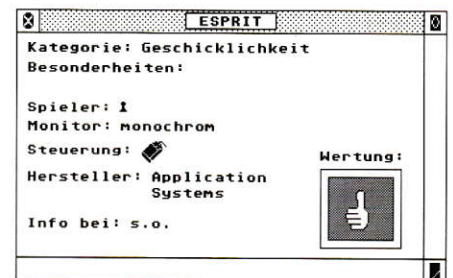 ESPRIT
Kategorie: Geschicklichkeit
Besonderheiten:
Spieler: 1
Monitor: monochrom
Steuerung:
Wertung:
Hersteller: Application
Systems
Info bei: s.o.